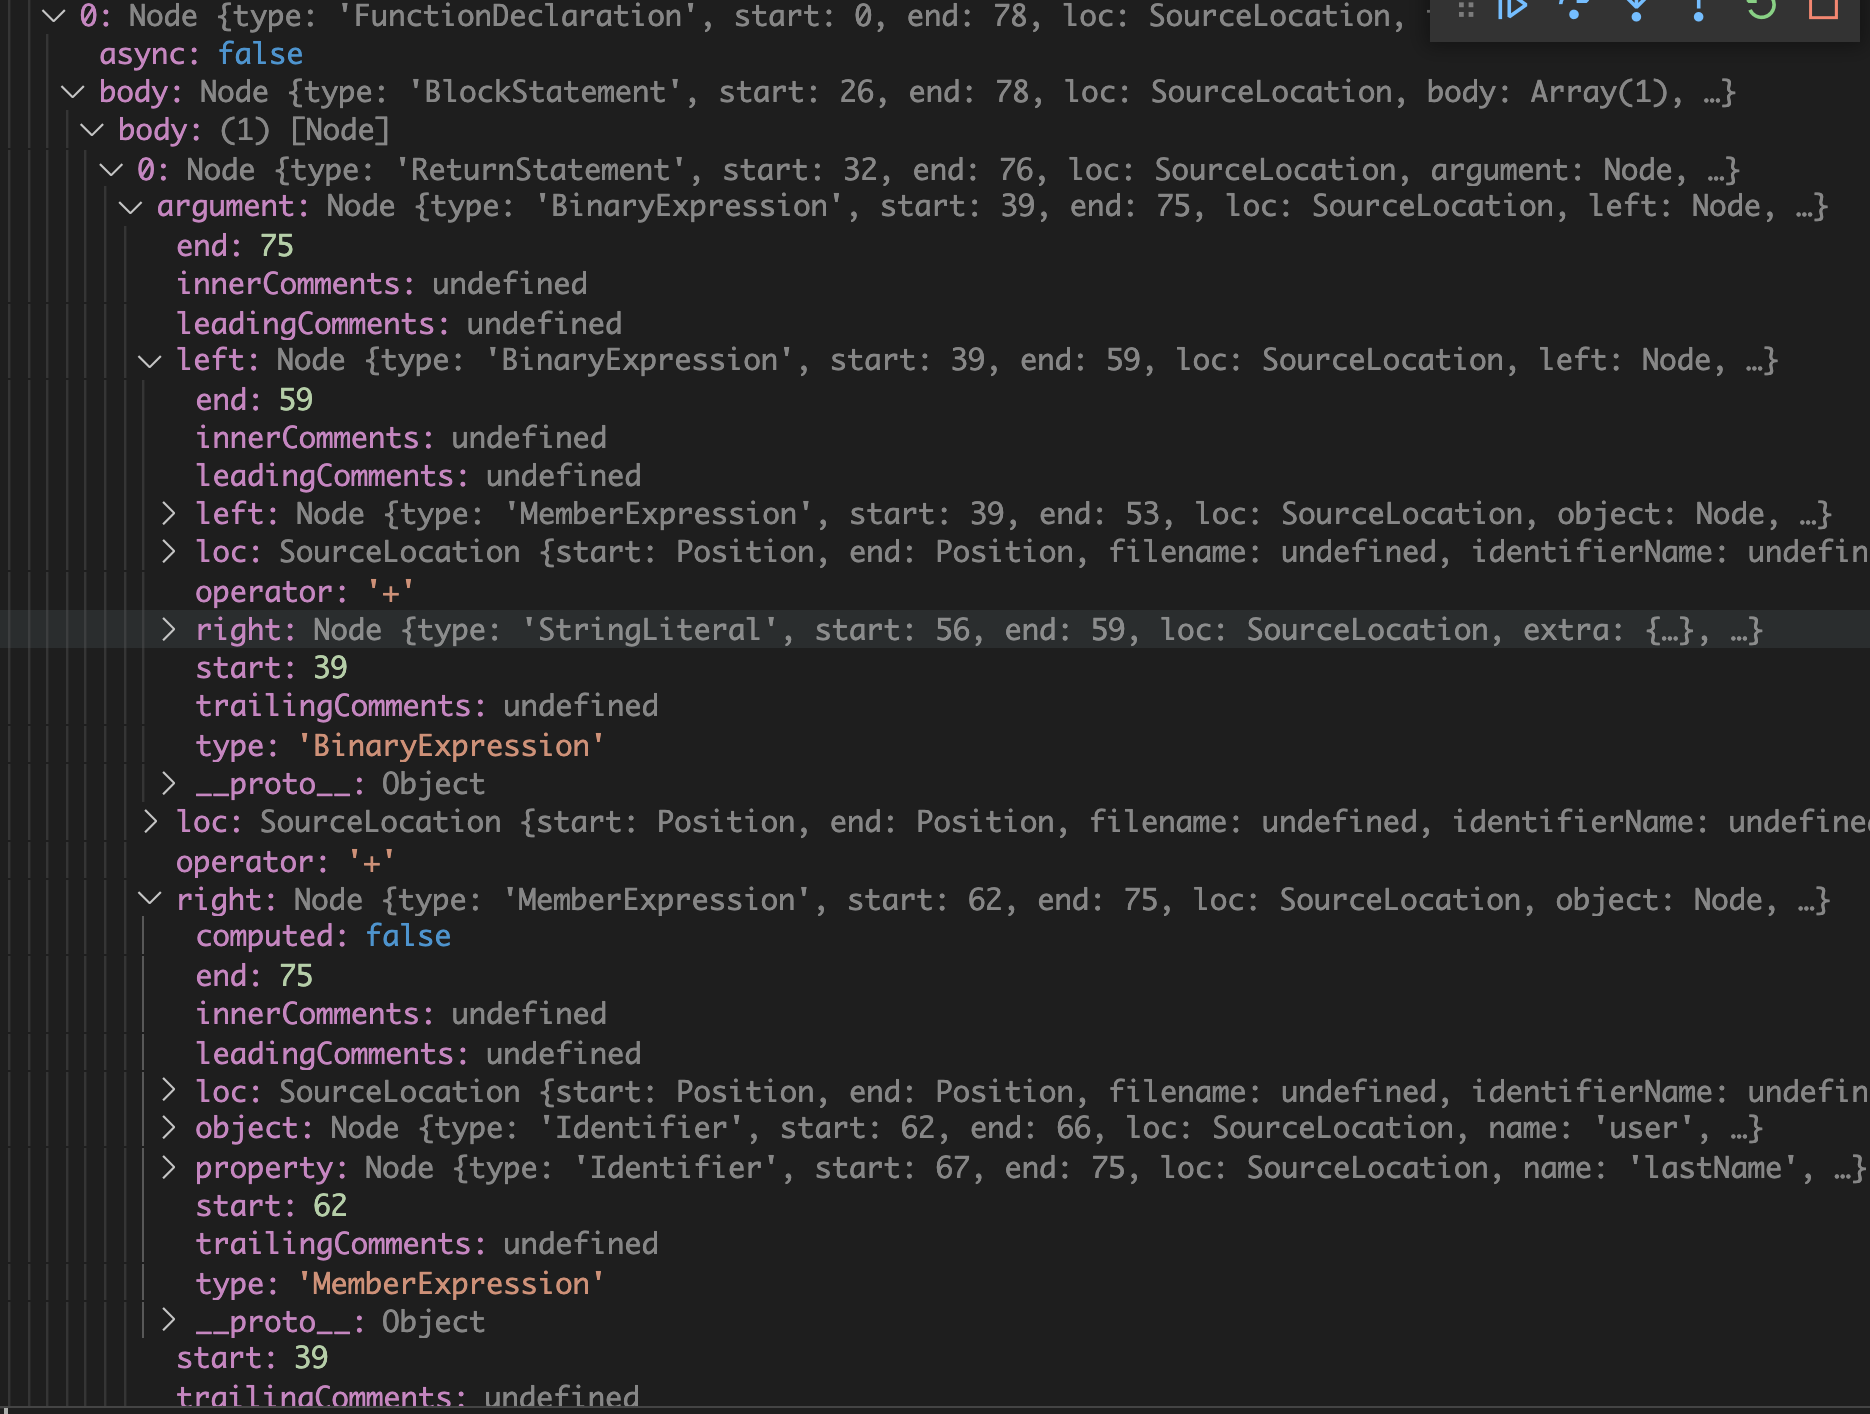 0: Node {type: 'FunctionDeclaration', start: 0, end: 78, loc: SourceLocation,
async: false
body: Node {type: 'BlockStatement', start: 26, end: 78, loc: SourceLocation, body: Array(1), …}
body: (1) [Node]
0: Node {type: 'ReturnStatement', start: 32, end: 76, loc: SourceLocation, argument: Node, …}
argument: Node {type: 'BinaryExpression', start: 39, end: 75, loc: SourceLocation, left: Node, …}
end: 75
innerComments: undefined
leadingComments: undefined
left: Node {type: 'BinaryExpression', start: 39, end: 59, loc: SourceLocation, left: Node, …}
end: 59
innerComments: undefined
leadingComments: undefined
left: Node {type: 'MemberExpression', start: 39, end: 53, loc: SourceLocation, object: Node, …}
loc: SourceLocation {start: Position, end: Position, filename: undefined, identifierName: undefin
operator: '+'
right: Node {type: 'StringLiteral', start: 56, end: 59, loc: SourceLocation, extra: {…}, …}
start: 39
trailingComments: undefined
type: 'BinaryExpression'
__proto__: Object
loc: SourceLocation {start: Position, end: Position, filename: undefined, identifierName: undefine
operator: '+'
right: Node {type: 'MemberExpression', start: 62, end: 75, loc: SourceLocation, object: Node, …}
computed: false
end: 75
innerComments: undefined
leadingComments: undefined
loc: SourceLocation {start: Position, end: Position, filename: undefined, identifierName: undefin
object: Node {type: 'Identifier', start: 62, end: 66, loc: SourceLocation, name: 'user', …}
property: Node {type: 'Identifier', start: 67, end: 75, loc: SourceLocation, name: 'lastName', …}
start: 62
trailingComments: undefined
type: 'MemberExpression'
__proto__: Object
start: 39
trailingComments: undefined